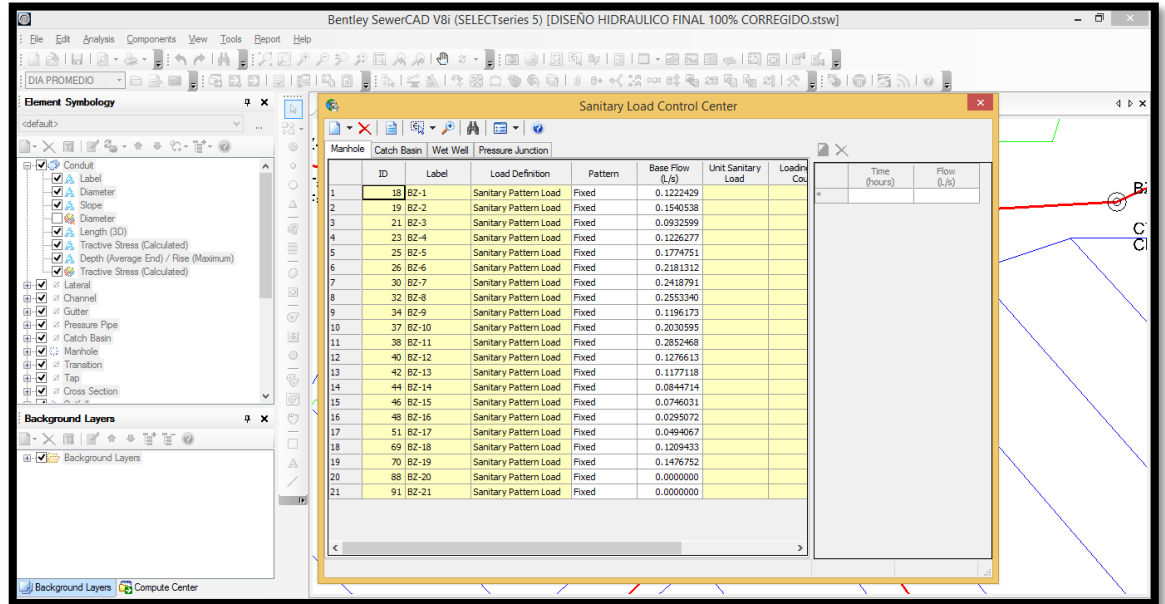 Bentley SewerCAD V8i (SELECTseries 5) [DISEÑO HIDRAULICO FINAL 100% CORREGIDO.stsw]
File Edit Analysis Components View Tools Report Help
DIA PROMEDIO
Element Symbology
<default>
Conduit
Label
Diameter
Slope
Diameter
Length (3D)
Tractive Stress (Calculated)
Depth (Average End) / Rise (Maximum)
Tractive Stress (Calculated)
Lateral
Channel
Gutter
Pressure Pipe
Catch Basin
Manhole
Transition
Tap
Cross Section
Background Layers
Background Layers
Background Layers Compute Center
Sanitary Load Control Center
Manhole Catch Basin Wet Well Pressure Junction
ID Label Load Definition Pattern Base Flow (L/s) Unit Sanitary Load Loading Cou
1 18 BZ-1 Sanitary Pattern Load Fixed 0.1222429
2 19 BZ-2 Sanitary Pattern Load Fixed 0.1540538
3 21 BZ-3 Sanitary Pattern Load Fixed 0.0932599
4 23 BZ-4 Sanitary Pattern Load Fixed 0.1226277
5 25 BZ-5 Sanitary Pattern Load Fixed 0.1774751
6 26 BZ-6 Sanitary Pattern Load Fixed 0.2181312
7 30 BZ-7 Sanitary Pattern Load Fixed 0.2418791
8 32 BZ-8 Sanitary Pattern Load Fixed 0.2553340
9 34 BZ-9 Sanitary Pattern Load Fixed 0.1196173
10 37 BZ-10 Sanitary Pattern Load Fixed 0.2030595
11 38 BZ-11 Sanitary Pattern Load Fixed 0.2852468
12 40 BZ-12 Sanitary Pattern Load Fixed 0.1276613
13 42 BZ-13 Sanitary Pattern Load Fixed 0.1177118
14 44 BZ-14 Sanitary Pattern Load Fixed 0.0844714
15 46 BZ-15 Sanitary Pattern Load Fixed 0.0746031
16 48 BZ-16 Sanitary Pattern Load Fixed 0.0295072
17 51 BZ-17 Sanitary Pattern Load Fixed 0.0494067
18 69 BZ-18 Sanitary Pattern Load Fixed 0.1209433
19 70 BZ-19 Sanitary Pattern Load Fixed 0.1476752
20 88 BZ-20 Sanitary Pattern Load Fixed 0.0000000
21 91 BZ-21 Sanitary Pattern Load Fixed 0.0000000
Time (hours) Flow (L/s)